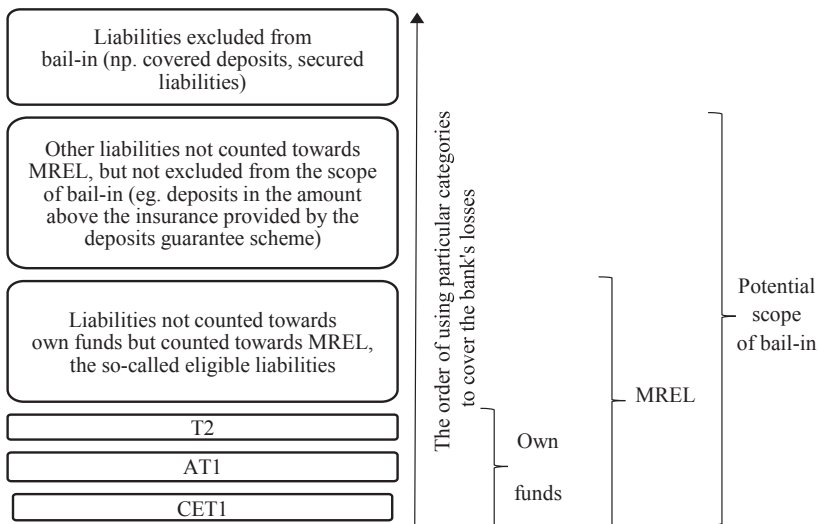 Liabilities excluded from
bail-in (np. covered deposits, secured
liabilities)
Other liabilities not counted towards
MREL, but not excluded from the scope
of bail-in (eg. deposits in the amount
above the insurance provided by the
deposits guarantee scheme)
Liabilities not counted towards
own funds but counted towards MREL,
the so-called eligible liabilities
T2
AT1
CET1
The order of using particular categories
to cover the bank's losses
Own
funds
MREL
Potential
scope
of bail-in